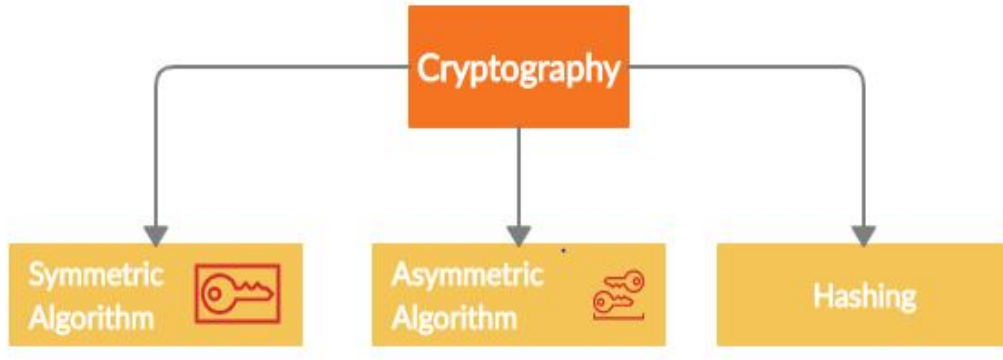 Cryptography
Symmetric
Algorithm
Asymmetric
Algorithm
Hashing